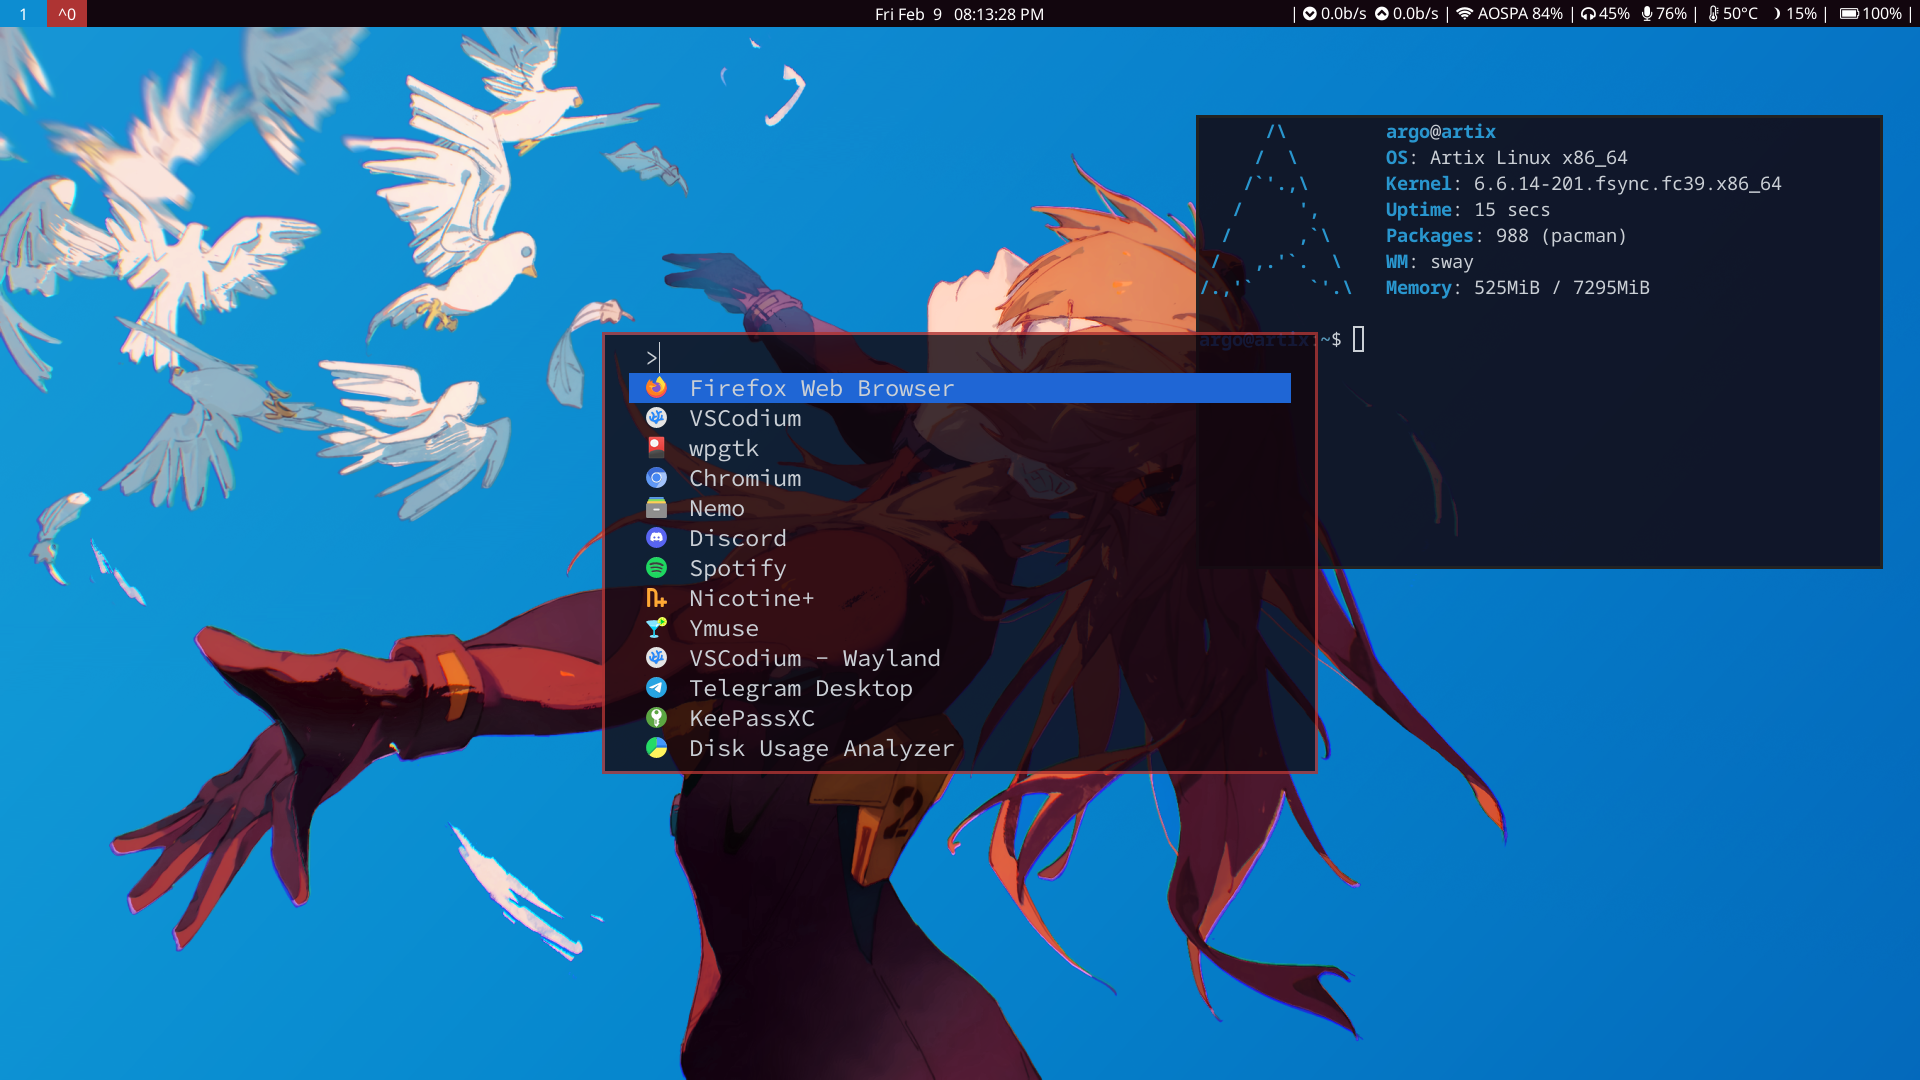 1 ^0 Fri Feb 9 08:13:28 PM | 0.0b/s 0.0b/s | AOSPA 84% | 45% 76% | 50°C 15% | 100% |
argo@artix
OS: Artix Linux x86_64
Kernel: 6.6.14-201.fsync.fc39.x86_64
Uptime: 15 secs
Packages: 988 (pacman)
WM: sway
Memory: 525MiB / 7295MiB
argo@artix:~$
>
Firefox Web Browser
VSCodium
wpgtk
Chromium
Nemo
Discord
Spotify
Nicotine+
Ymuse
VSCodium - Wayland
Telegram Desktop
KeePassXC
Disk Usage Analyzer
2